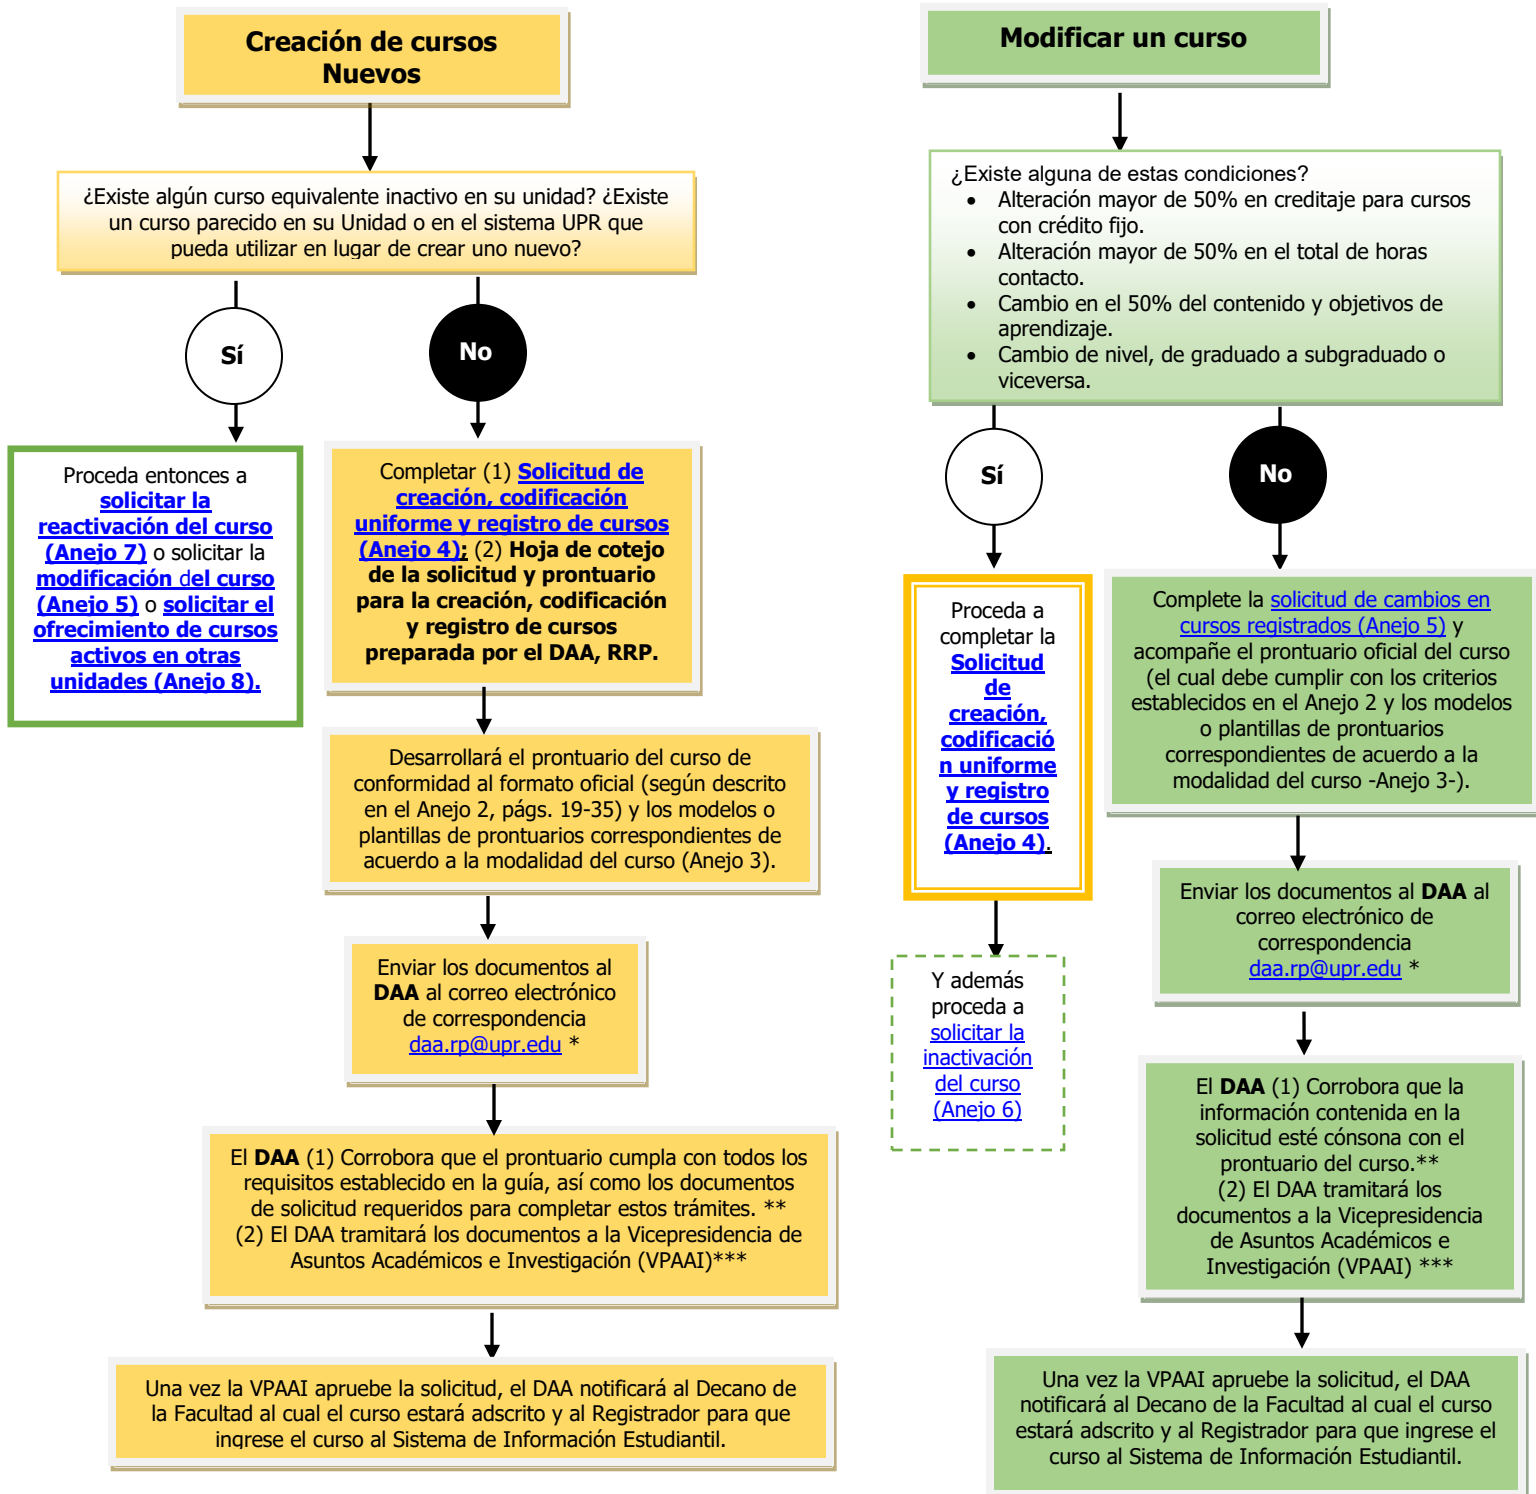 Creación de cursos
Nuevos
¿Existe algún curso equivalente inactivo en su unidad? ¿Existe
un curso parecido en su Unidad o en el sistema UPR que
pueda utilizar en lugar de crear uno nuevo?
Sí
No
Proceda entonces a
solicitar la
reactivación del curso
(Anejo 7) o solicitar la
modificación del curso
(Anejo 5) o solicitar el
ofrecimiento de cursos
activos en otras
unidades (Anejo 8).
Completar (1) Solicitud de
creación, codificación
uniforme y registro de cursos
(Anejo 4); (2) Hoja de cotejo
de la solicitud y prontuario
para la creación, codificación
y registro de cursos
preparada por el DAA, RRP.
Desarrollará el prontuario del curso de
conformidad al formato oficial (según descrito
en el Anejo 2, págs. 19-35) y los modelos o
plantillas de prontuarios correspondientes de
acuerdo a la modalidad del curso (Anejo 3).
Enviar los documentos al
DAA al correo electrónico
de correspondencia
daa.rp@upr.edu *
El DAA (1) Corrobora que el prontuario cumpla con todos los
requisitos establecido en la guía, así como los documentos
de solicitud requeridos para completar estos trámites. **
(2) El DAA tramitará los documentos a la Vicepresidencia de
Asuntos Académicos e Investigación (VPAAI)***
Una vez la VPAAI apruebe la solicitud, el DAA notificará al Decano de
la Facultad al cual el curso estará adscrito y al Registrador para que
ingrese el curso al Sistema de Información Estudiantil.
Modificar un curso
¿Existe alguna de estas condiciones?
• Alteración mayor de 50% en creditaje para cursos
con crédito fijo.
• Alteración mayor de 50% en el total de horas
contacto.
• Cambio en el 50% del contenido y objetivos de
aprendizaje.
• Cambio de nivel, de graduado a subgraduado o
viceversa.
Sí
No
Proceda a
completar la
Solicitud
de
creación,
codificació
n uniforme
y registro
de cursos
(Anejo 4).
Y además
proceda a
solicitar la
inactivación
del curso
(Anejo 6)
Complete la solicitud de cambios en
cursos registrados (Anejo 5) y
acompañe el prontuario oficial del curso
(el cual debe cumplir con los criterios
establecidos en el Anejo 2 y los modelos
o plantillas de prontuarios
correspondientes de acuerdo a la
modalidad del curso -Anejo 3-).
Enviar los documentos al DAA al
correo electrónico de
correspondencia
daa.rp@upr.edu *
El DAA (1) Corrobora que la
información contenida en la
solicitud esté cónsona con el
prontuario del curso.**
(2) El DAA tramitará los
documentos a la Vicepresidencia
de Asuntos Académicos e
Investigación (VPAAI) ***
Una vez la VPAAI apruebe la solicitud, el DAA
notificará al Decano de la Facultad al cual el curso
estará adscrito y al Registrador para que ingrese el
curso al Sistema de Información Estudiantil.